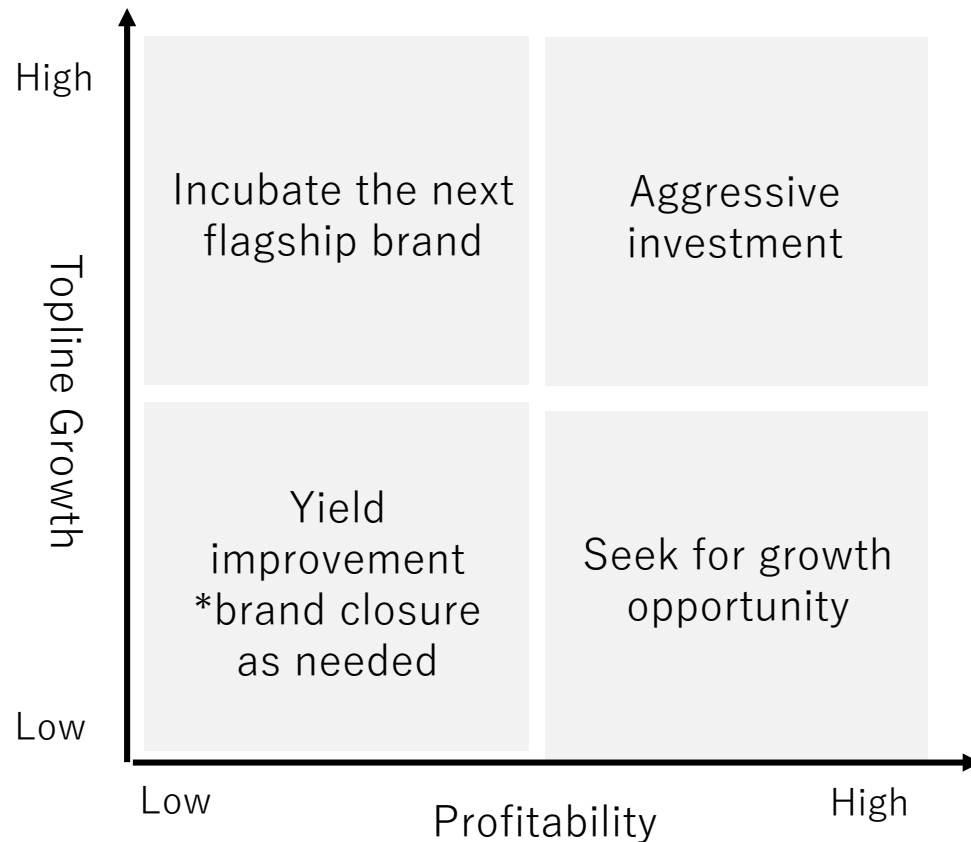 High
Incubate the next
flagship brand
Aggressive
investment
Topline Growth
Yield
improvement
*brand closure
as needed
Seek for growth
opportunity
Low
Low
High
Profitability